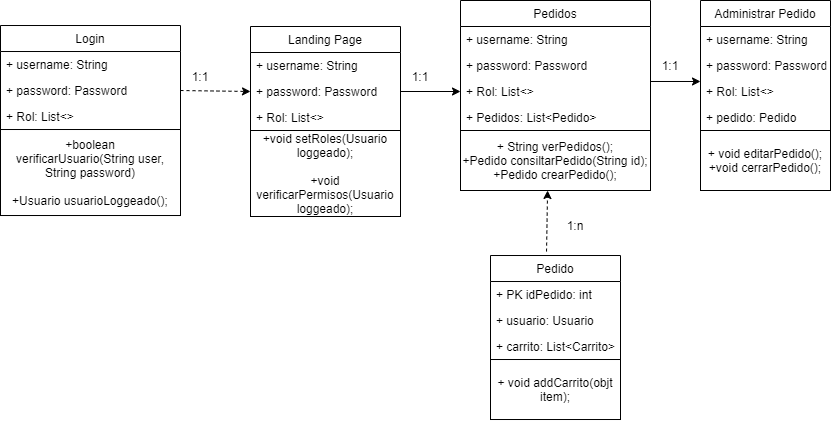 Login
+ username: String
+ password: Password
+ Rol: List<>
+boolean
verificarUsuario(String user,
String password)
+Usuario usuarioLoggeado();
1:1
Landing Page
+ username: String
+ password: Password
+ Rol: List<>
+void setRoles(Usuario
loggeado);
+void
verificarPermisos(Usuario
loggeado);
1:1
Pedidos
+ username: String
+ password: Password
+ Rol: List<>
+ Pedidos: List<Pedido>
+ String verPedidos();
+Pedido consiltarPedido(String id);
+Pedido crearPedido();
1:1
Administrar Pedido
+ username: String
+ password: Password
+ Rol: List<>
+ pedido: Pedido
+ void editarPedido();
+void cerrarPedido();
1:n
Pedido
+ PK idPedido: int
+ usuario: Usuario
+ carrito: List<Carrito>
+ void addCarrito(objt
item);